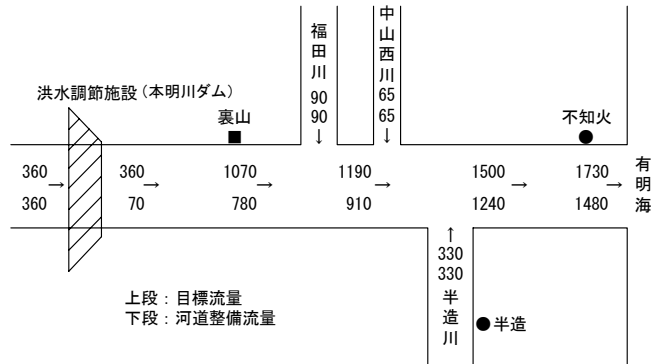 福田川
90
90
↓
中山西川
65
65
↓
洪水調節施設（本明川ダム）
裏山
不知火
360 → 360 → 1070 → 1190 → 1500 → 1730 →
360 70 780 910 1240 1480
有明海
↑
330
330
半造川
半造
上段：目標流量
下段：河道整備流量